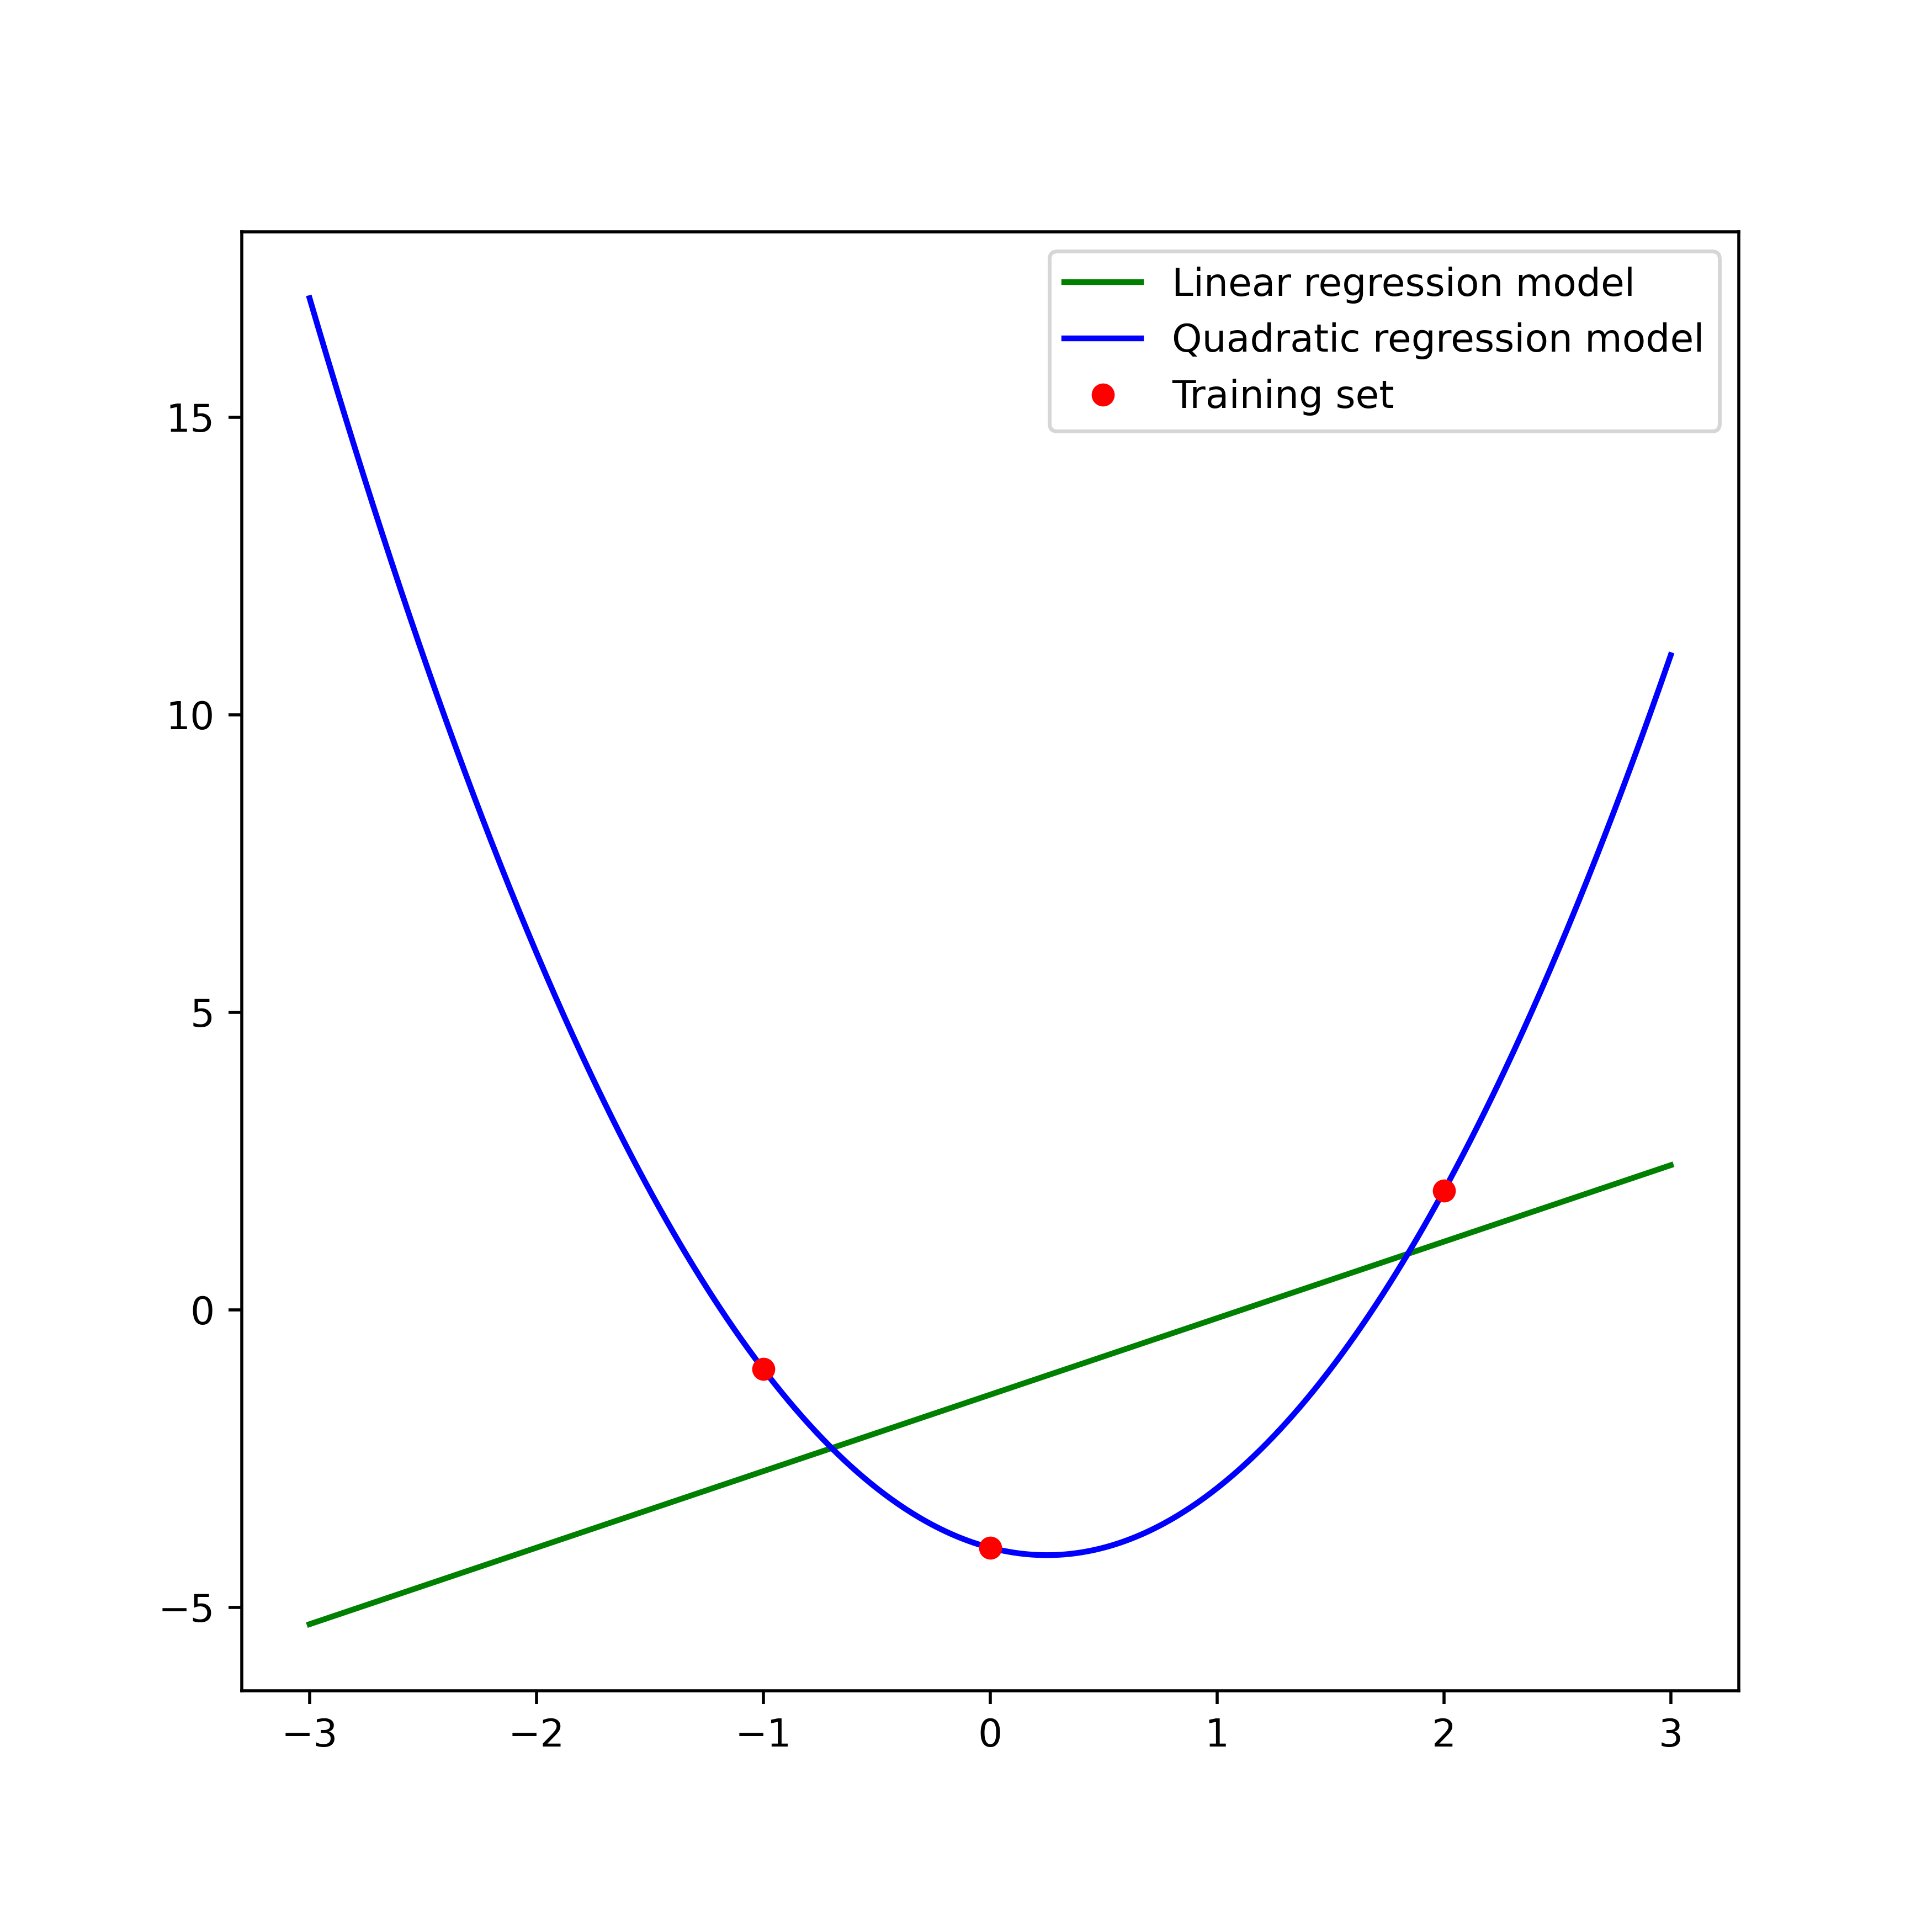 Linear regression model
Quadratic regression model
Training set
15
10
5
0
−5
−3 −2 −1 0 1 2 3